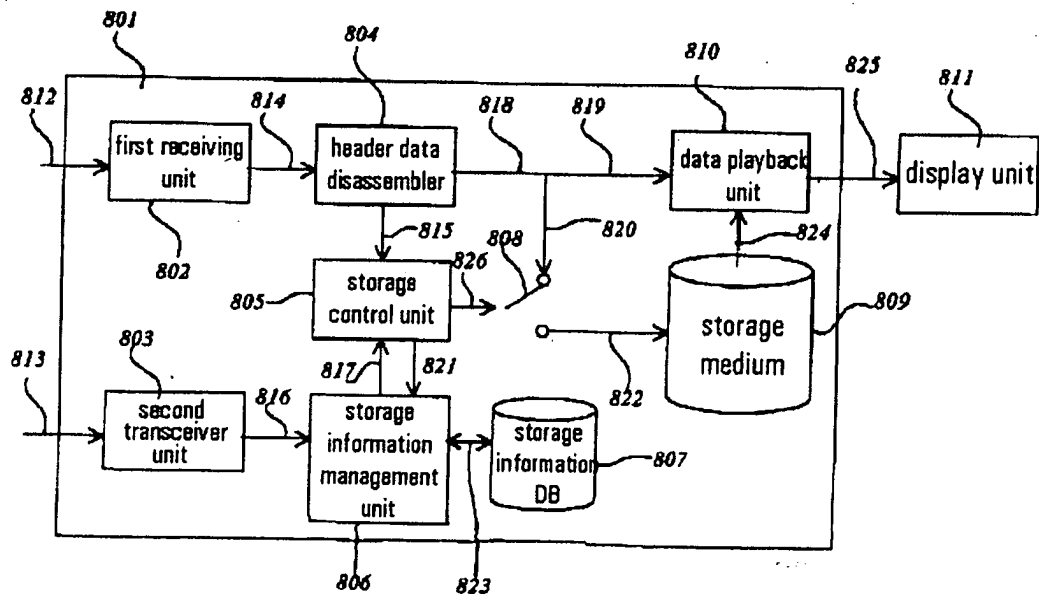 801
804
810
825
811
812
814
818
819
first receiving
unit
header data
disassembler
data playback
unit
display unit
802
815
820
824
808
826
805
storage
control unit
storage
medium
809
813
803
817
821
822
816
second
transceiver
unit
storage
information
management
unit
storage
information
DB
807
806
823